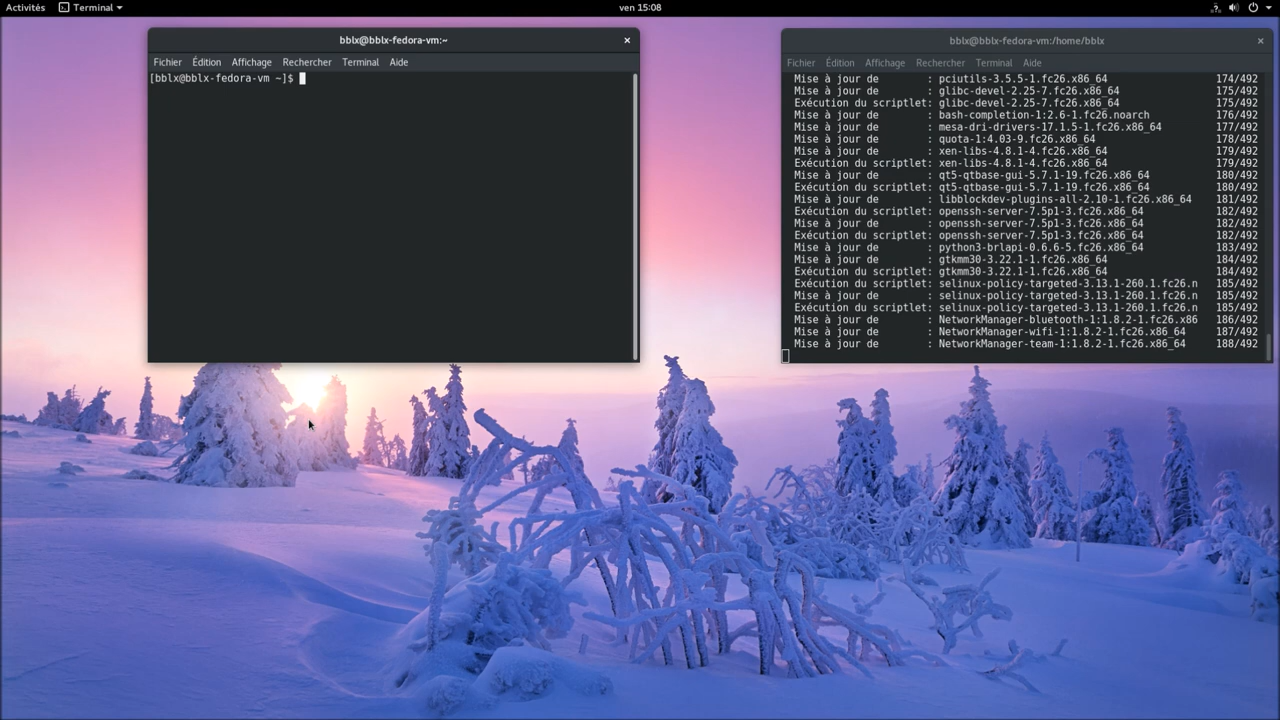 Activités Terminal ven 15:08
bblx@bblx-fedora-vm:~
Fichier Édition Affichage Rechercher Terminal Aide
[bblx@bblx-fedora-vm ~]$
bblx@bblx-fedora-vm:/home/bblx
Fichier Édition Affichage Rechercher Terminal Aide
Mise à jour de : pciutils-3.5.5-1.fc26.x86_64 174/492
Mise à jour de : glibc-devel-2.25-7.fc26.x86_64 175/492
Exécution du scriptlet: glibc-devel-2.25-7.fc26.x86_64 175/492
Mise à jour de : bash-completion-1:2.6-1.fc26.noarch 176/492
Mise à jour de : mesa-dri-drivers-17.1.5-1.fc26.x86_64 177/492
Mise à jour de : quota-1:4.03-9.fc26.x86_64 178/492
Mise à jour de : xen-libs-4.8.1-4.fc26.x86_64 179/492
Exécution du scriptlet: xen-libs-4.8.1-4.fc26.x86_64 179/492
Mise à jour de : qt5-qtbase-gui-5.7.1-19.fc26.x86_64 180/492
Mise à jour de : qt5-qtbase-gui-5.7.1-19.fc26.x86_64 180/492
Mise à jour de : libblockdev-plugins-all-2.10-1.fc26.x86_64 181/492
Exécution du scriptlet: openssh-server-7.5p1-3.fc26.x86_64 182/492
Mise à jour de : openssh-server-7.5p1-3.fc26.x86_64 182/492
Exécution du scriptlet: openssh-server-7.5p1-3.fc26.x86_64 182/492
Mise à jour de : python3-brlapi-0.6.6-5.fc26.x86_64 183/492
Mise à jour de : gtkmm30-3.22.1-1.fc26.x86_64 184/492
Exécution du scriptlet: gtkmm30-3.22.1-1.fc26.x86_64 184/492
Exécution du scriptlet: selinux-policy-targeted-3.13.1-260.1.fc26.n 185/492
Mise à jour de : selinux-policy-targeted-3.13.1-260.1.fc26.n 185/492
Exécution du scriptlet: selinux-policy-targeted-3.13.1-260.1.fc26.n 185/492
Mise à jour de : NetworkManager-bluetooth-1:1.8.2-1.fc26.x86 186/492
Mise à jour de : NetworkManager-wifi-1:1.8.2-1.fc26.x86_64 187/492
Mise à jour de : NetworkManager-team-1:1.8.2-1.fc26.x86_64 188/492